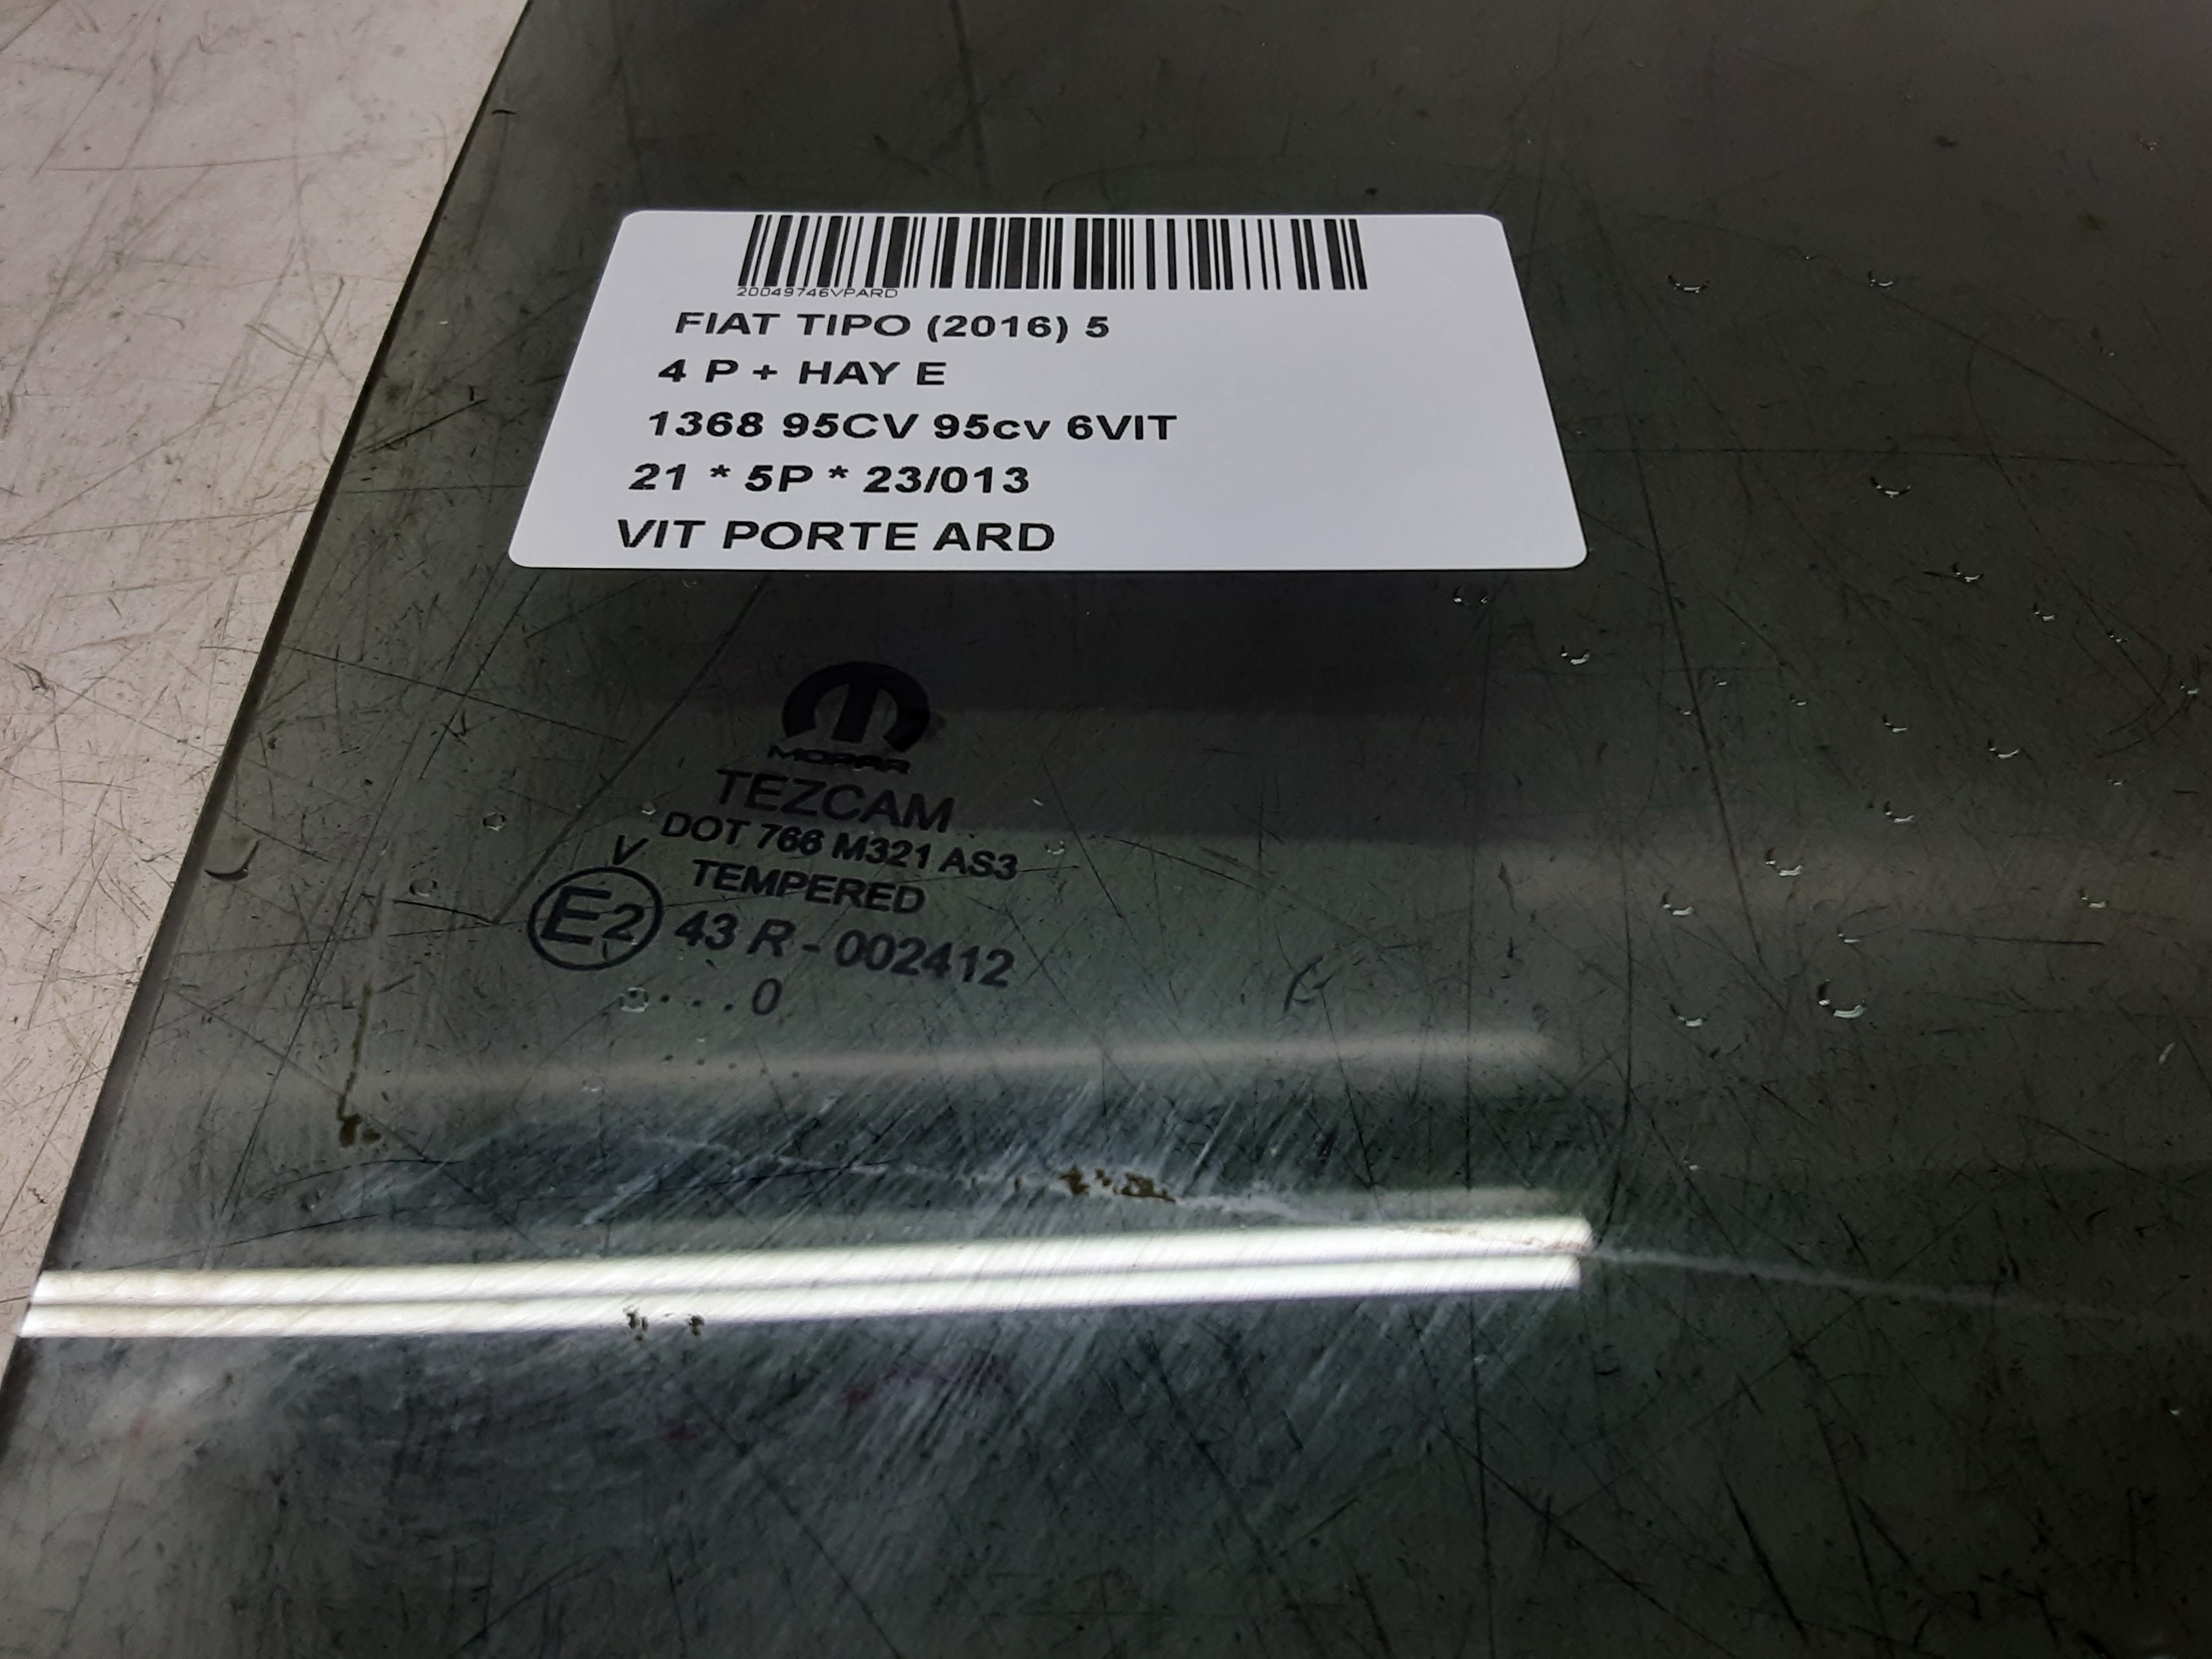 20049746VPARD
FIAT TIPO (2016) 5
4 P + HAY E
1368 95CV 95cv 6VIT
21 * 5P * 23/013
VIT PORTE ARD
MOPAR
TEZCAM
DOT 766 M321 AS3
V TEMPERED
E2 43 R - 002412
. . . . 0